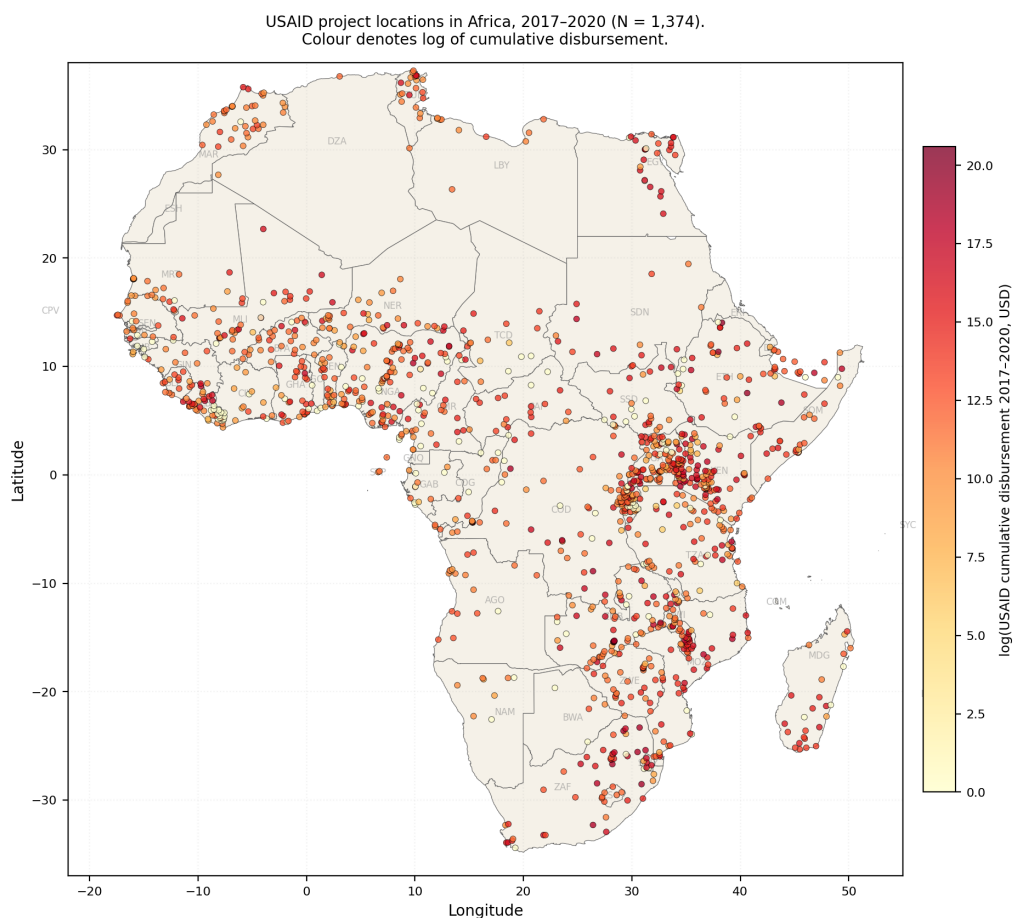 USAID project locations in Africa, 2017–2020 (N = 1,374).
Colour denotes log of cumulative disbursement.
Latitude
30
20
10
0
−10
−20
−30
−20
−10
0
10
20
30
40
50
Longitude
MAR
DZA
LBY
ESH
MRT
CPV
MLI
NER
TCD
SDN
ETH
SOM
SSD
NGA
GHA
GNQ
GAB
COG
COD
KEN
TZA
SYC
COM
AGO
MDG
NAM
BWA
ZWE
ZAF
20.0
17.5
15.0
12.5
10.0
7.5
5.0
2.5
0.0
log(USAID cumulative disbursement 2017–2020, USD)